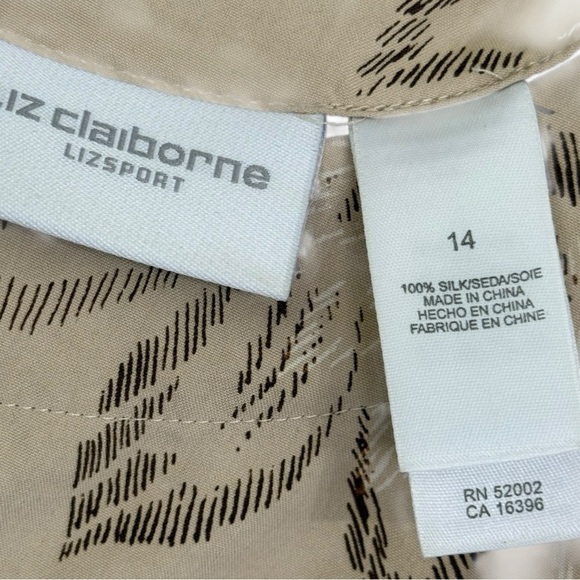 LIZ claiborne
LIZSPORT
14
100% SILK/SEDA/SOIE
MADE IN CHINA
HECHO EN CHINA
FABRIQUE EN CHINE
RN 52002
CA 16396